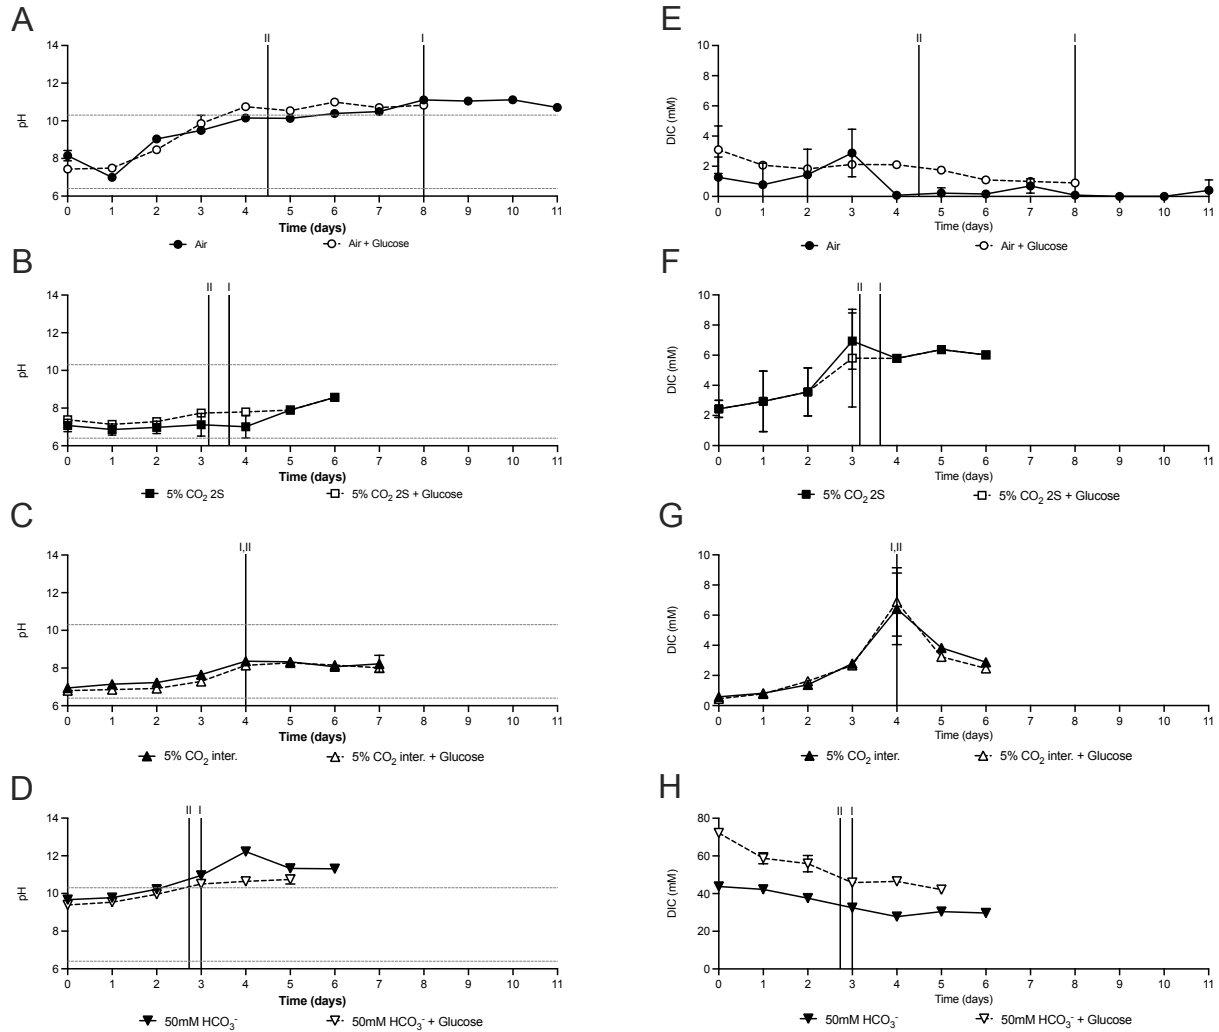 A
II
I
14
12
10
8
6
pH
0 1 2 3 4 5 6 7 8 9 10 11
Time (days)
Air
Air + Glucose
B
II
I
14
12
10
8
6
pH
0 1 2 3 4 5 6 7 8 9 10 11
Time (days)
5% CO₂ 2S
5% CO₂ 2S + Glucose
C
I,II
14
12
10
8
6
pH
0 1 2 3 4 5 6 7 8 9 10 11
Time (days)
5% CO₂ inter.
5% CO₂ inter. + Glucose
D
II
I
14
12
10
8
6
pH
0 1 2 3 4 5 6 7 8 9 10 11
Time (days)
50mM HCO₃⁻
50mM HCO₃⁻ + Glucose
E
II
I
10
8
6
4
2
0
DIC (mM)
0 1 2 3 4 5 6 7 8 9 10 11
Time (days)
Air
Air + Glucose
F
II
I
10
8
6
4
2
0
DIC (mM)
0 1 2 3 4 5 6 7 8 9 10 11
Time (days)
5% CO₂ 2S
5% CO₂ 2S + Glucose
G
I,II
10
8
6
4
2
0
DIC (mM)
0 1 2 3 4 5 6 7 8 9 10 11
Time (days)
5% CO₂ inter.
5% CO₂ inter. + Glucose
H
II
I
80
60
40
20
0
DIC (mM)
0 1 2 3 4 5 6 7 8 9 10 11
Time (days)
50mM HCO₃⁻
50mM HCO₃⁻ + Glucose